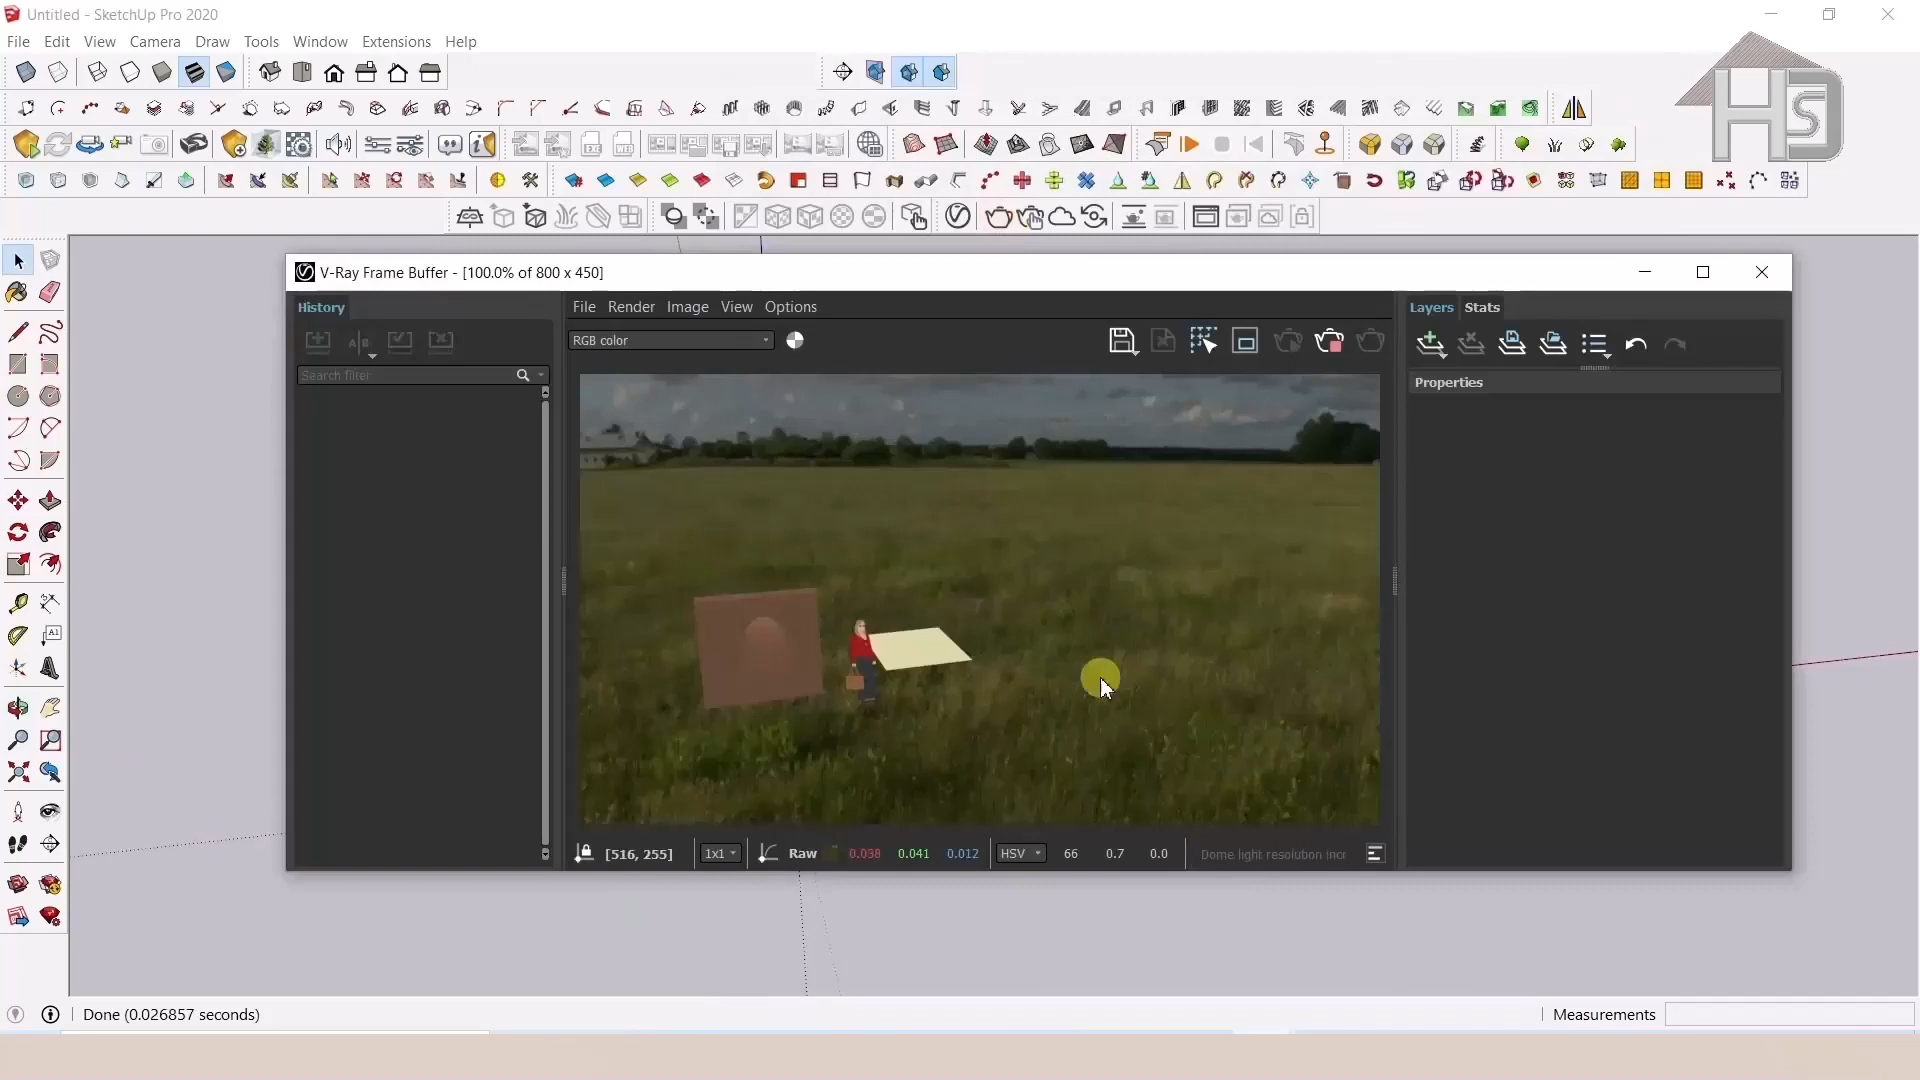 Untitled - SketchUp Pro 2020
File Edit View Camera Draw Tools Window Extensions Help
HSD
V-Ray Frame Buffer - [100.0% of 800 x 450]
History
File Render Image View Options
Layers Stats
RGB color
Search filter
Properties
[516, 255] 1x1 Raw 0.038 0.041 0.012 HSV 66 0.7 0.0 Dome light resolution incr
Done (0.026857 seconds)
Measurements